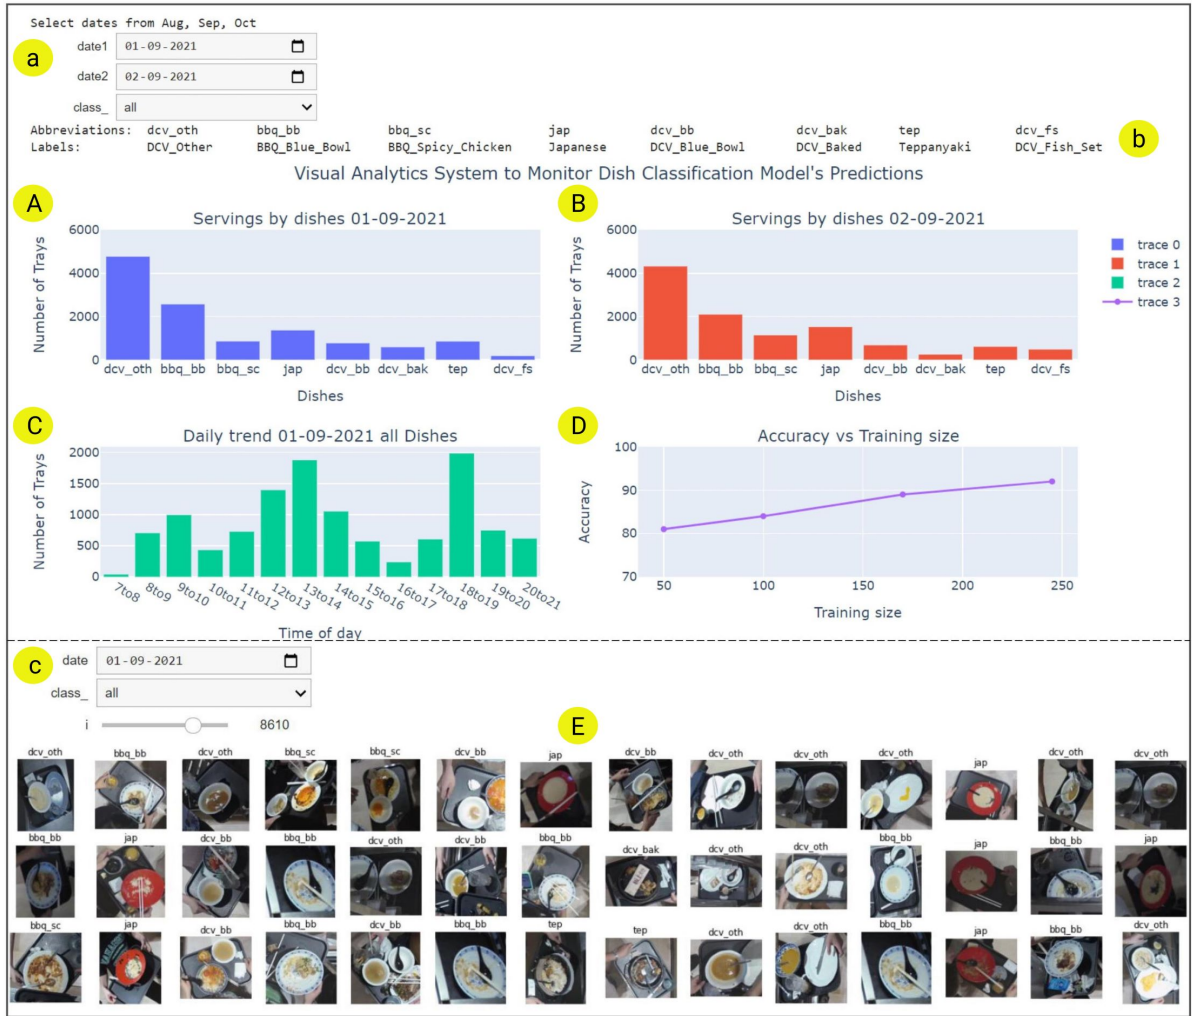 Select dates from Aug, Sep, Oct
a
date1 01-09-2021
date2 02-09-2021
class_ all
Abbreviations: dcv_oth bbq_bb bbq_sc jap dcv_bb dcv_bak tep dcv_fs
Labels: DCV_Other BBQ_Blue_Bowl BBQ_Spicy_Chicken Japanese DCV_Blue_Bowl DCV_Baked Teppanyaki DCV_Fish_Set
b
Visual Analytics System to Monitor Dish Classification Model's Predictions
A
Servings by dishes 01-09-2021
Number of Trays
6000
4000
2000
0
dcv_oth bbq_bb bbq_sc jap dcv_bb dcv_bak tep dcv_fs
Dishes
B
Servings by dishes 02-09-2021
Number of Trays
6000
4000
2000
0
dcv_oth bbq_bb bbq_sc jap dcv_bb dcv_bak tep dcv_fs
Dishes
trace 0
trace 1
trace 2
trace 3
C
Daily trend 01-09-2021 all Dishes
Number of Trays
2000
1500
1000
500
0
7to8 8to9 9to10 10to11 11to12 12to13 13to14 14to15 15to16 16to17 17to18 18to19 19to20 20to21
Time of day
D
Accuracy vs Training size
Accuracy
100
90
80
70
50 100 150 200 250
Training size
c
date 01-09-2021
class_ all
i 8610
E
dcv_oth bbq_bb dcv_oth bbq_sc bbq_sc dcv_bb jap dcv_bb dcv_oth dcv_oth dcv_oth jap dcv_oth dcv_oth
bbq_bb jap dcv_bb bbq_bb dcv_oth dcv_bb bbq_bb dcv_bak dcv_oth dcv_oth bbq_bb jap bbq_bb jap
bbq_sc jap dcv_bb bbq_bb dcv_bb bbq_bb tep tep dcv_oth dcv_oth bbq_bb jap bbq_bb dcv_oth